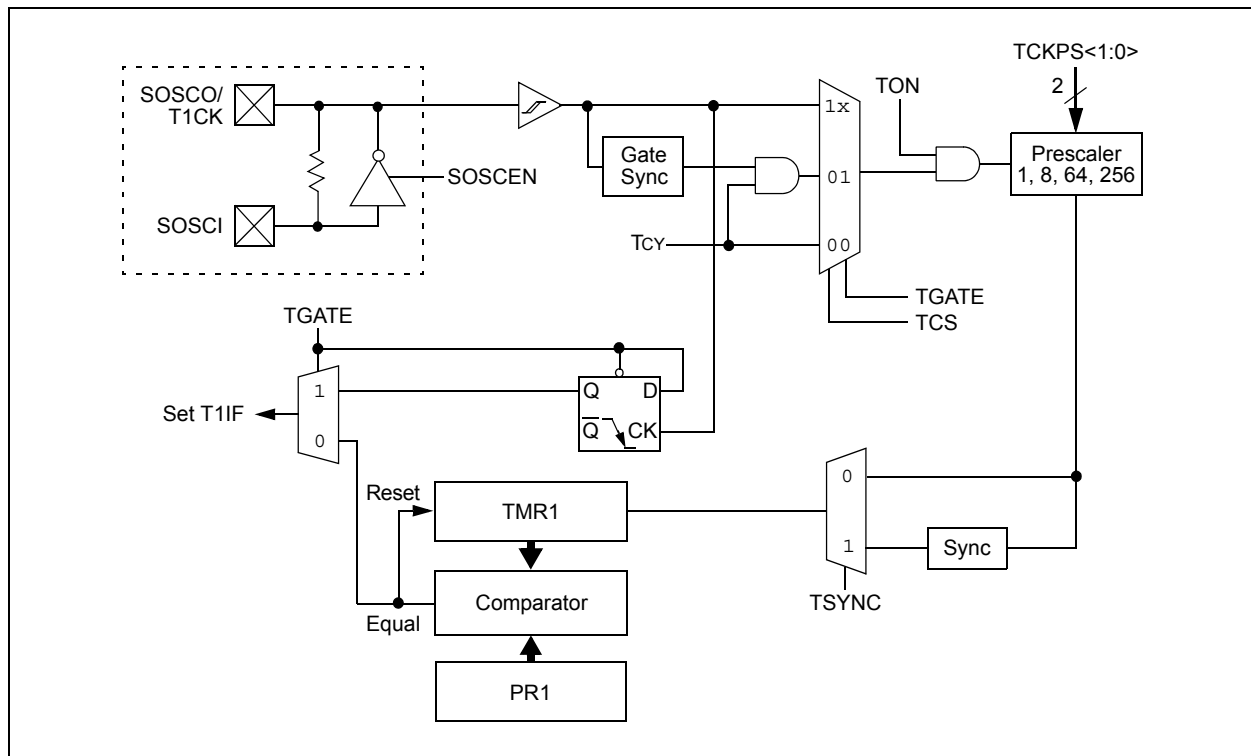 TCKPS<1:0>
SOSCO/
T1CK
TON
2
1x
Gate
Sync
Prescaler
1, 8, 64, 256
SOSCEN
01
SOSCI
TCY
00
TGATE
TCS
TGATE
1
Q
D
Set T1IF
Q
CK
0
Reset
TMR1
0
1
Sync
Comparator
TSYNC
Equal
PR1